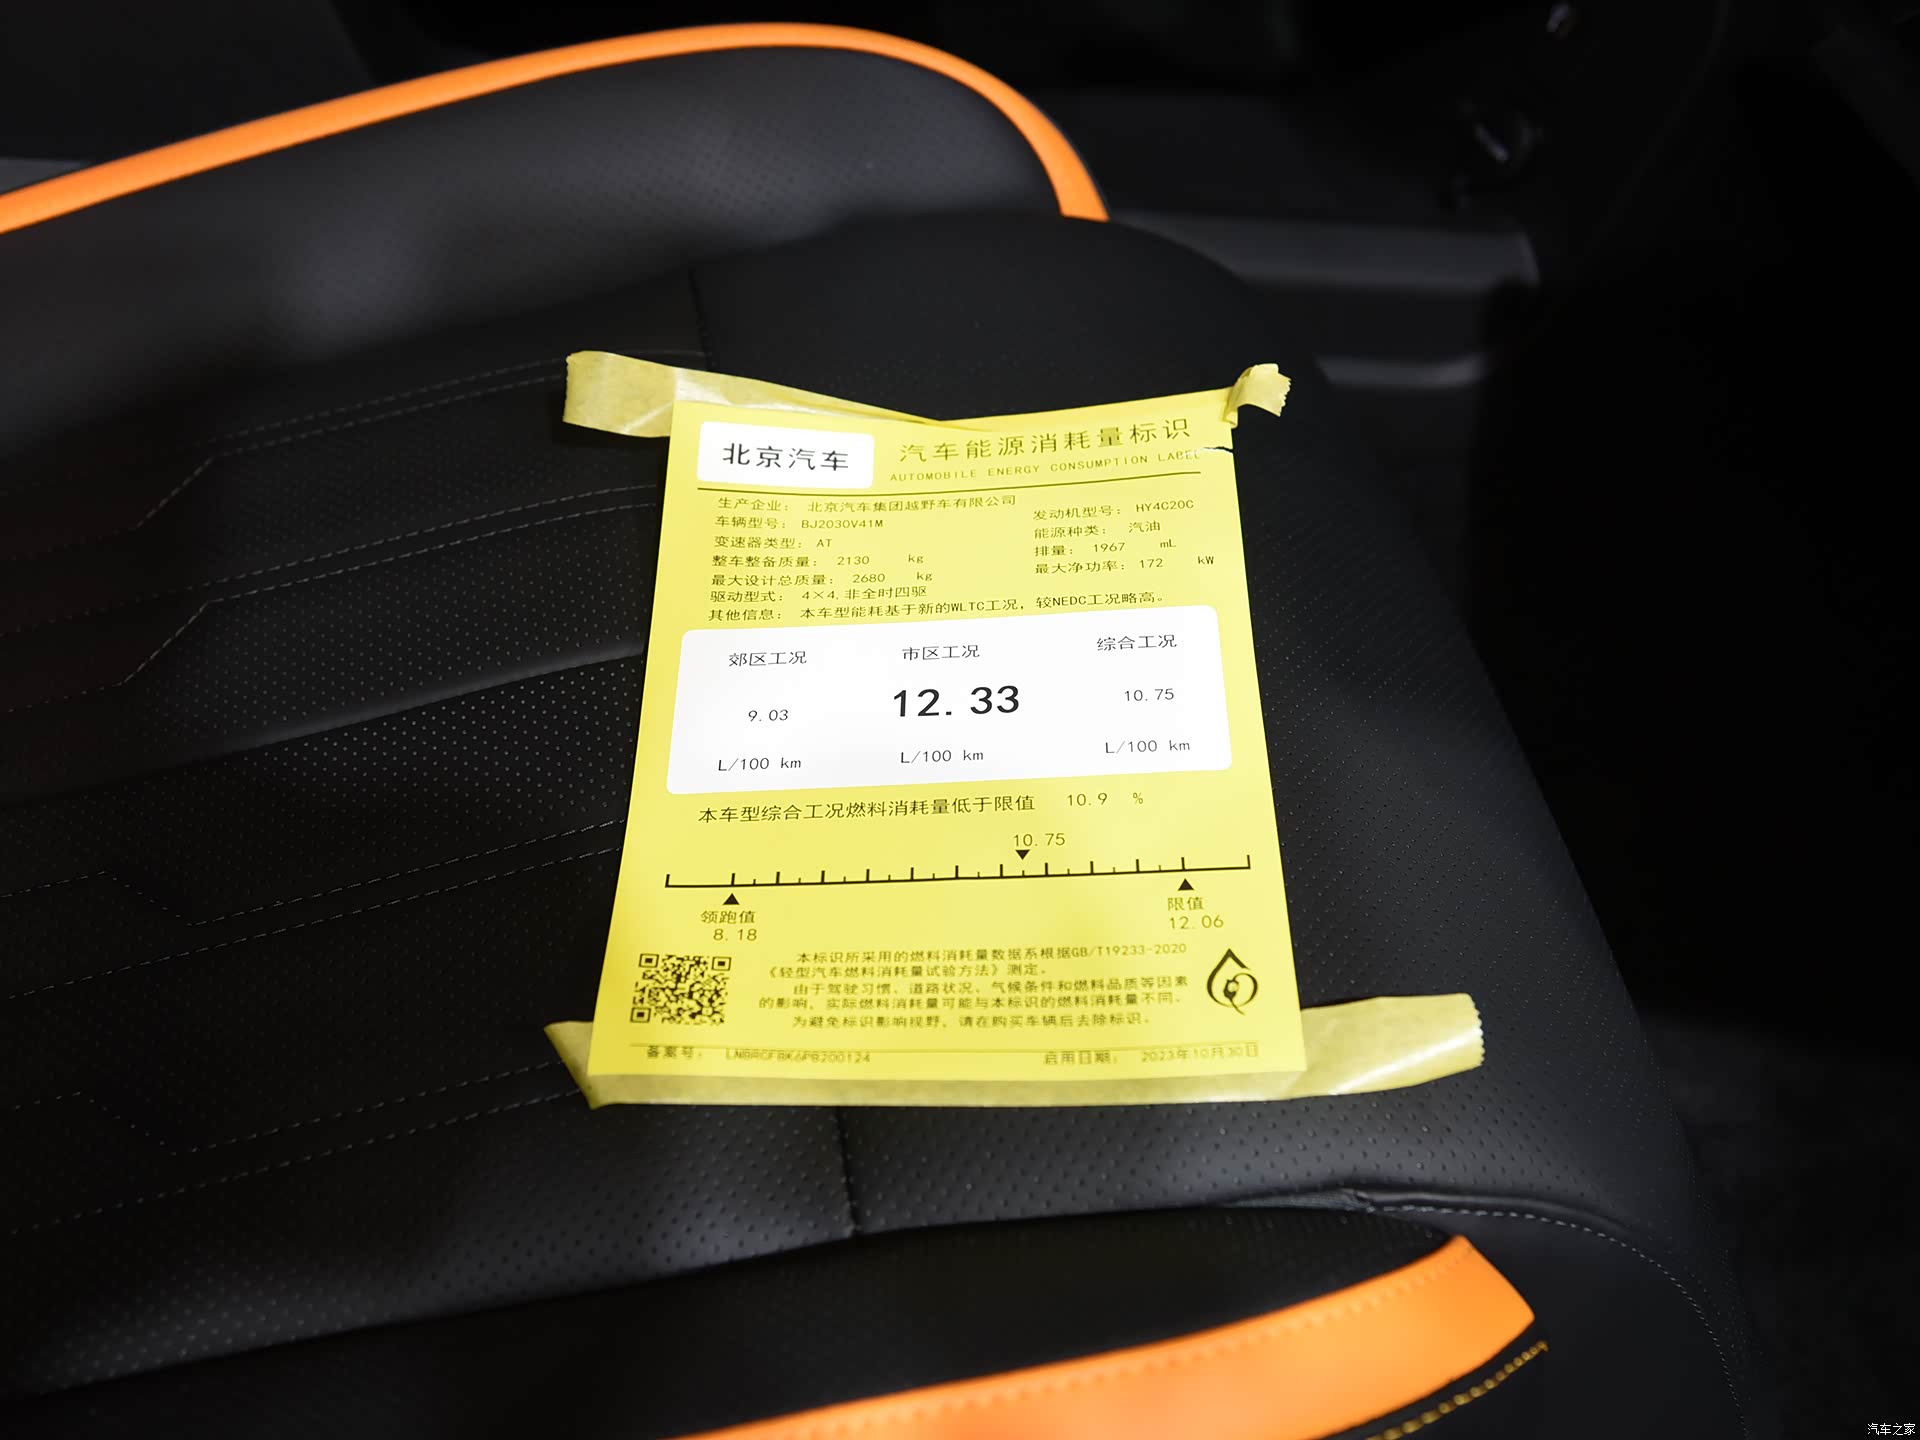 北京汽车
汽车能源消耗量标识
AUTOMOBILE ENERGY CONSUMPTION LABEL
生产企业： 北京汽车集团越野车有限公司
车辆型号： BJ2030V41M
变速器类型： AT
整车整备质量： 2130 kg
最大设计总质量： 2680 kg
驱动型式： 4×4,非全时四驱
其他信息： 本车型能耗基于新的WLTC工况，较NEDC工况略高。
发动机型号： HY4C20C
能源种类： 汽油
排量： 1967 mL
最大净功率： 172 kW
郊区工况 市区工况 综合工况
9.03 12.33 10.75
L/100 km L/100 km L/100 km
本车型综合工况燃料消耗量低于限值 10.9 %
10.75
领跑值 限值
8.18 12.06
本标识所采用的燃料消耗量数据系根据GB/T19233-2020
《轻型汽车燃料消耗量试验方法》测定。
由于驾驶习惯、道路状况、气候条件和燃料品质等因素
的影响，实际燃料消耗量可能与本标识的燃料消耗量不同。
为避免标识影响视野，请在购买车辆后去除标识。
备案号： 启用日期： 2023年10月30日
汽车之家